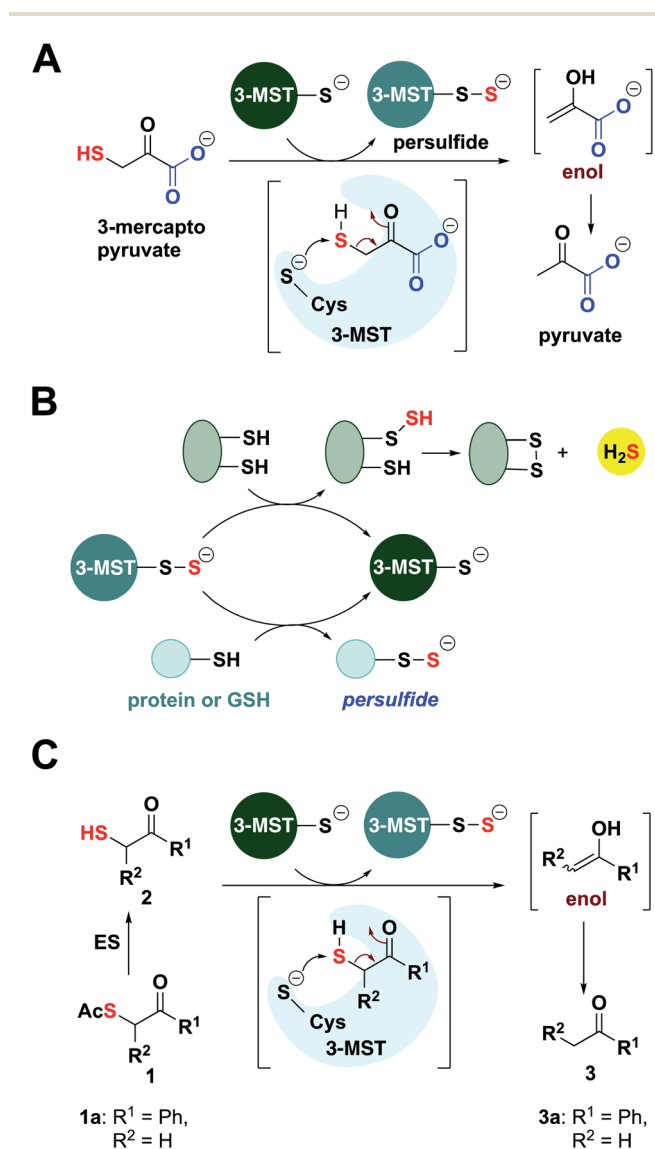 A
3-MST S ⊖ 3-MST S S ⊖
persulfide
OH
O ⊖
O
enol
HS O O ⊖
O
3-mercapto
pyruvate
H
S O O ⊖
O
⊖
S
Cys
3-MST
O
O ⊖
O
pyruvate
B
SH
SH
S SH
SH
S
S
+
H2S
3-MST S S ⊖
3-MST S ⊖
SH
S S ⊖
protein or GSH
persulfide
C
HS O
R1
R2
2
ES
AcS O
R1
R2
1
1a: R1 = Ph,
R2 = H
3-MST S ⊖ 3-MST S S ⊖
H
S O
R1
R2
⊖
S
Cys
3-MST
OH
R2 R1
enol
O
R2 R1
3
3a: R1 = Ph,
R2 = H